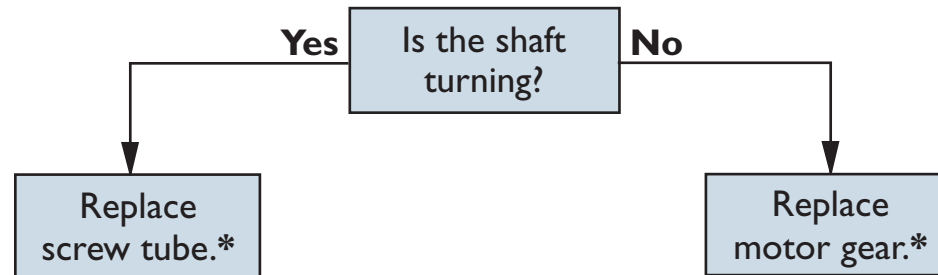 Yes
Is the shaft
turning?
No
Replace
screw tube.*
Replace
motor gear.*